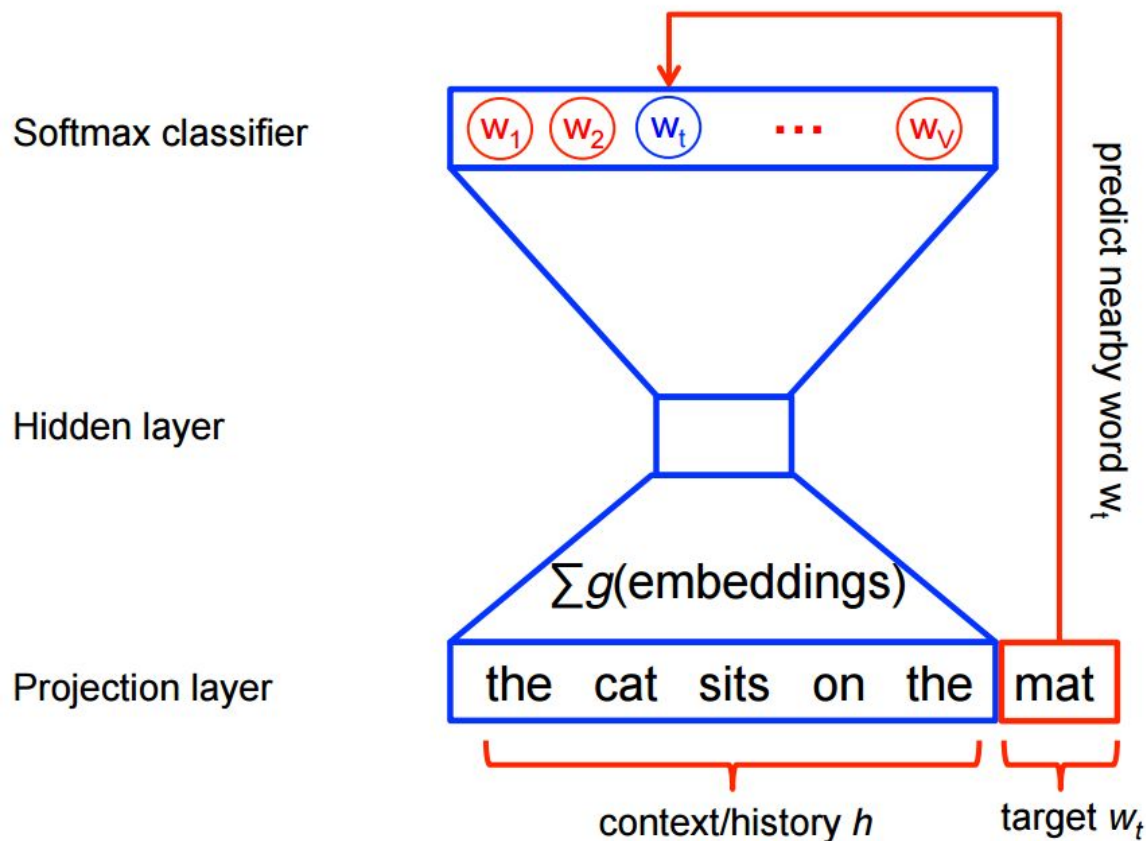 Softmax classifier
w₁ w₂ wₜ ... w_V
predict nearby word wₜ
Hidden layer
∑g(embeddings)
Projection layer
the cat sits on the mat
context/history h
target wₜ